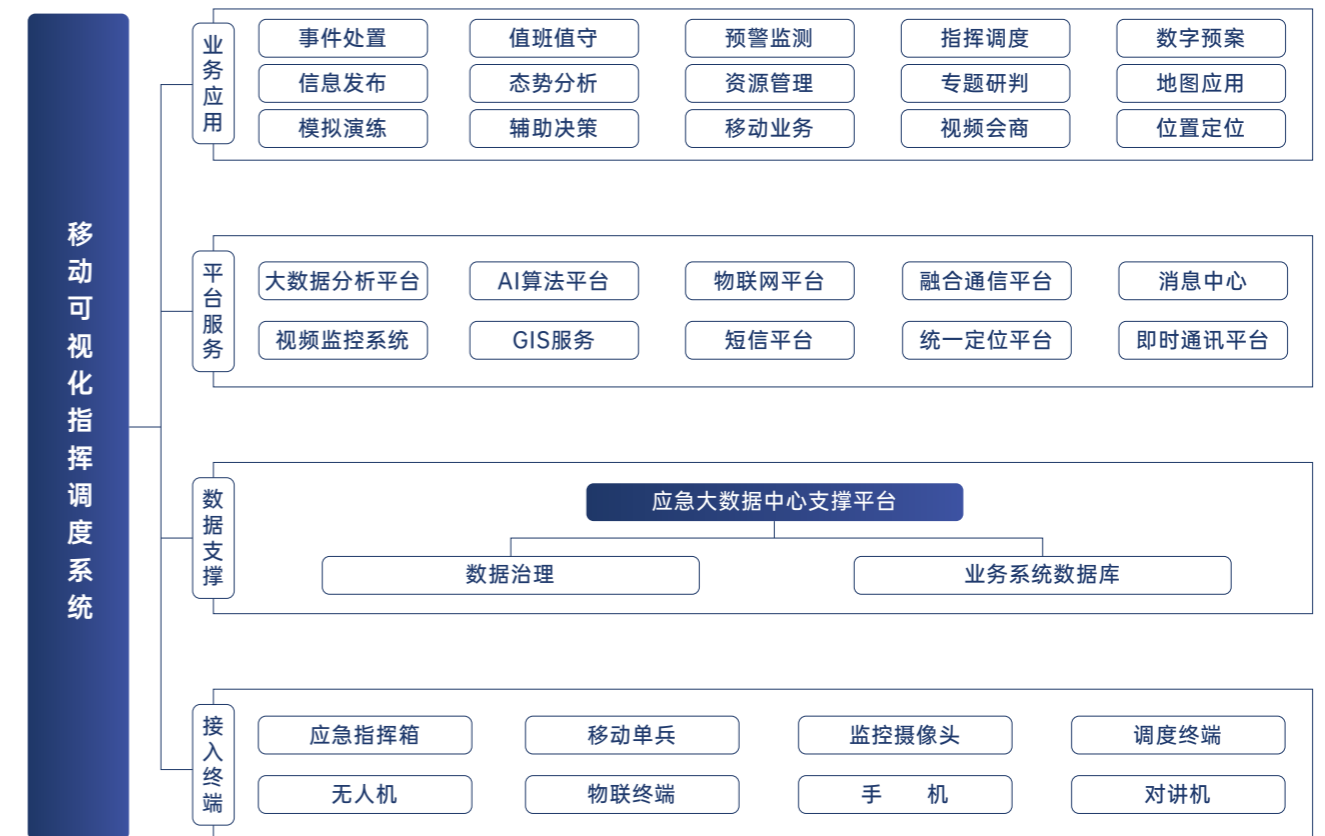 移动可视化指挥调度系统
业务应用
事件处置 值班值守 预警监测 指挥调度 数字预案
信息发布 态势分析 资源管理 专题研判 地图应用
模拟演练 辅助决策 移动业务 视频会商 位置定位
平台服务
大数据分析平台 AI算法平台 物联网平台 融合通信平台 消息中心
视频监控系统 GIS服务 短信平台 统一定位平台 即时通讯平台
数据支撑
应急大数据中心支撑平台
数据治理 业务系统数据库
接入终端
应急指挥箱 移动单兵 监控摄像头 调度终端
无人机 物联终端 手 机 对讲机